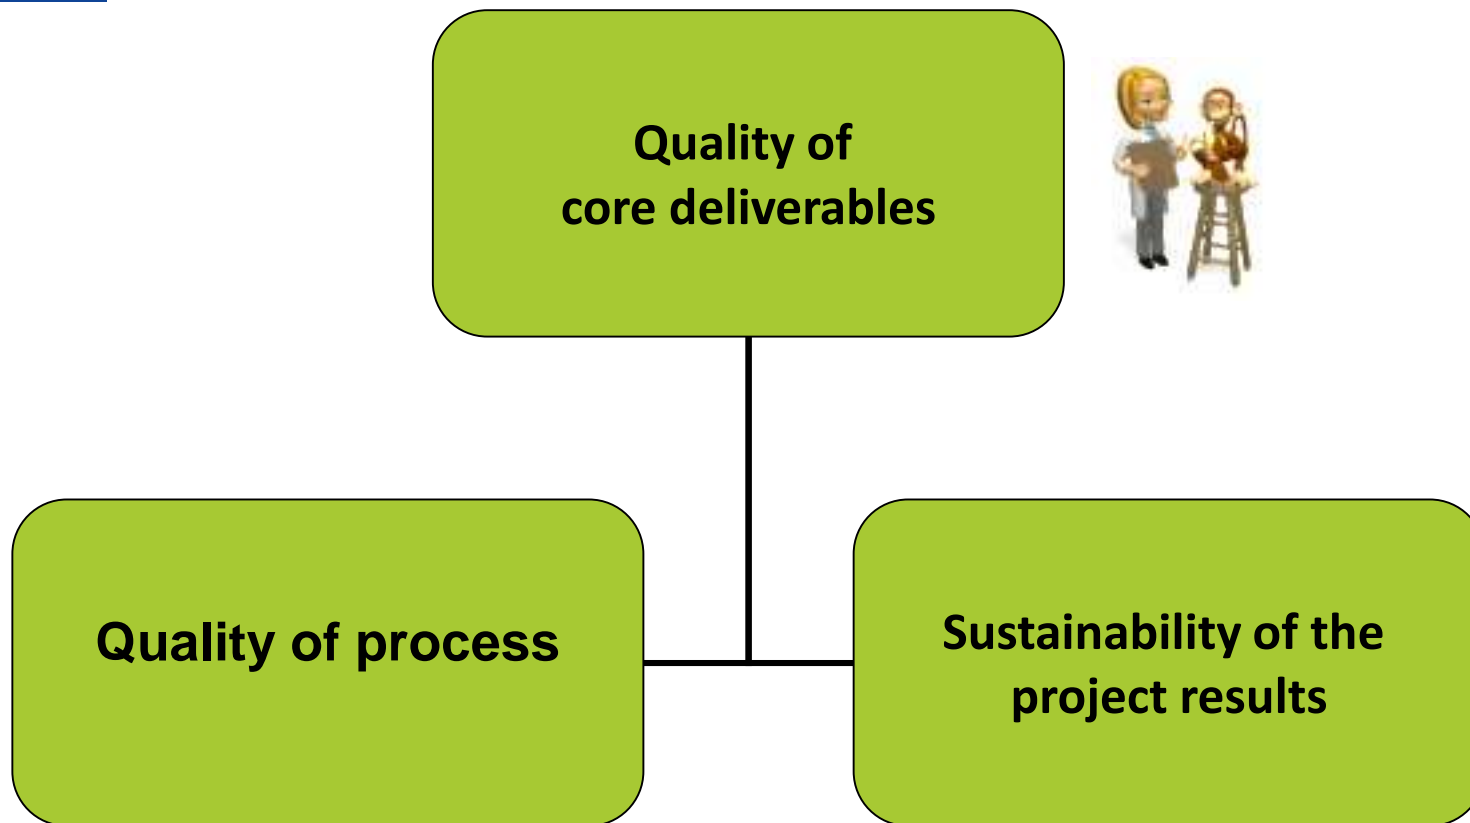 Quality of
core deliverables
Quality of process
Sustainability of the
project results